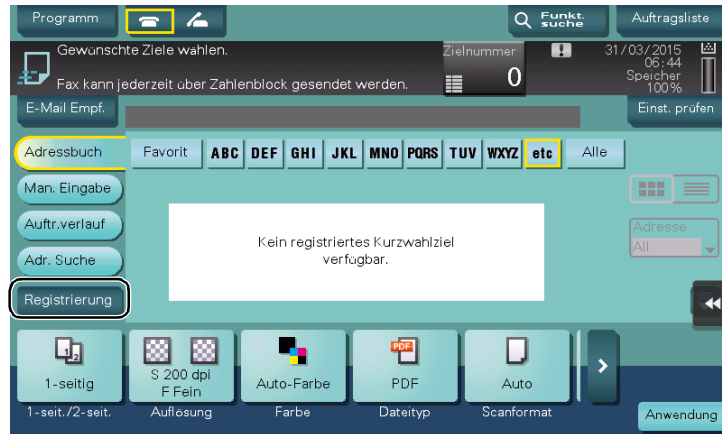 Programm
Funkt.
suche
Auftragsliste
Gewünschte Ziele wählen.
Zielnummer
31/03/2015
06:44
Speicher
100%
Fax kann jederzeit über Zahlenblock gesendet werden.
0
E-Mail Empf.
Einst. prüfen
Adressbuch
Favorit ABC DEF GHI JKL MNO PQRS TUV WXYZ etc Alle
Man. Eingabe
Auftr.verlauf
Adresse
All
Kein registriertes Kurzwahlziel
verfügbar.
Adr. Suche
Registrierung
1-seitig
S 200 dpi
F Fein
Auto-Farbe
PDF
PDF
Auto
1-seit./2-seit.
Auflösung
Farbe
Dateityp
Scanformat
Anwendung